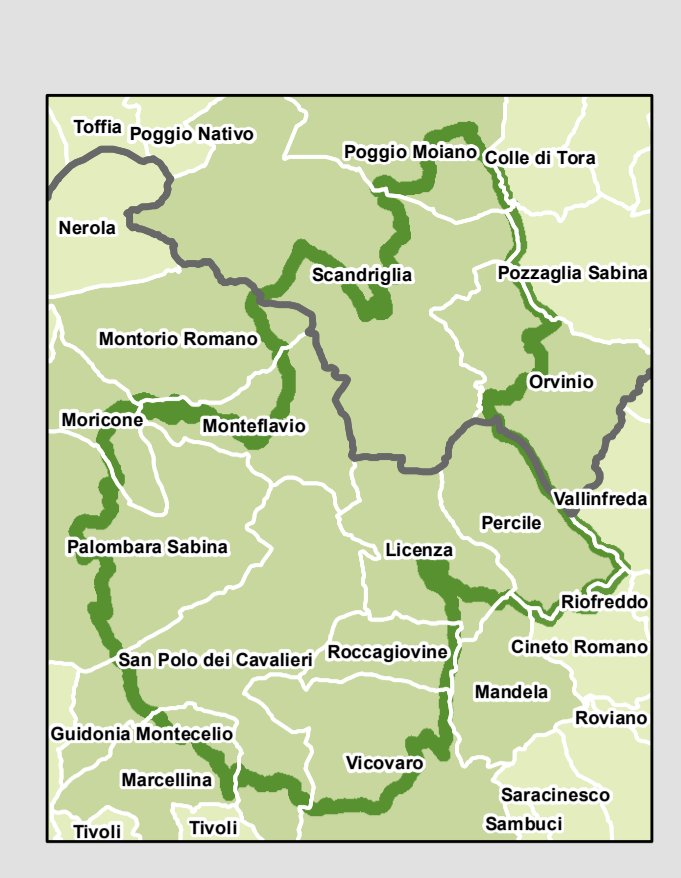 Toffia
Poggio Nativo
Poggio Moiano
Colle di Tora
Nerola
Scandriglia
Pozzaglia Sabina
Montorio Romano
Orvinio
Moricone
Monteflavio
Vallinfreda
Percile
Palombara Sabina
Licenza
Riofreddo
San Polo dei Cavalieri
Roccagiovine
Cineto Romano
Mandela
Roviano
Guidonia Montecelio
Vicovaro
Marcellina
Saracinesco
Tivoli
Tivoli
Sambuci